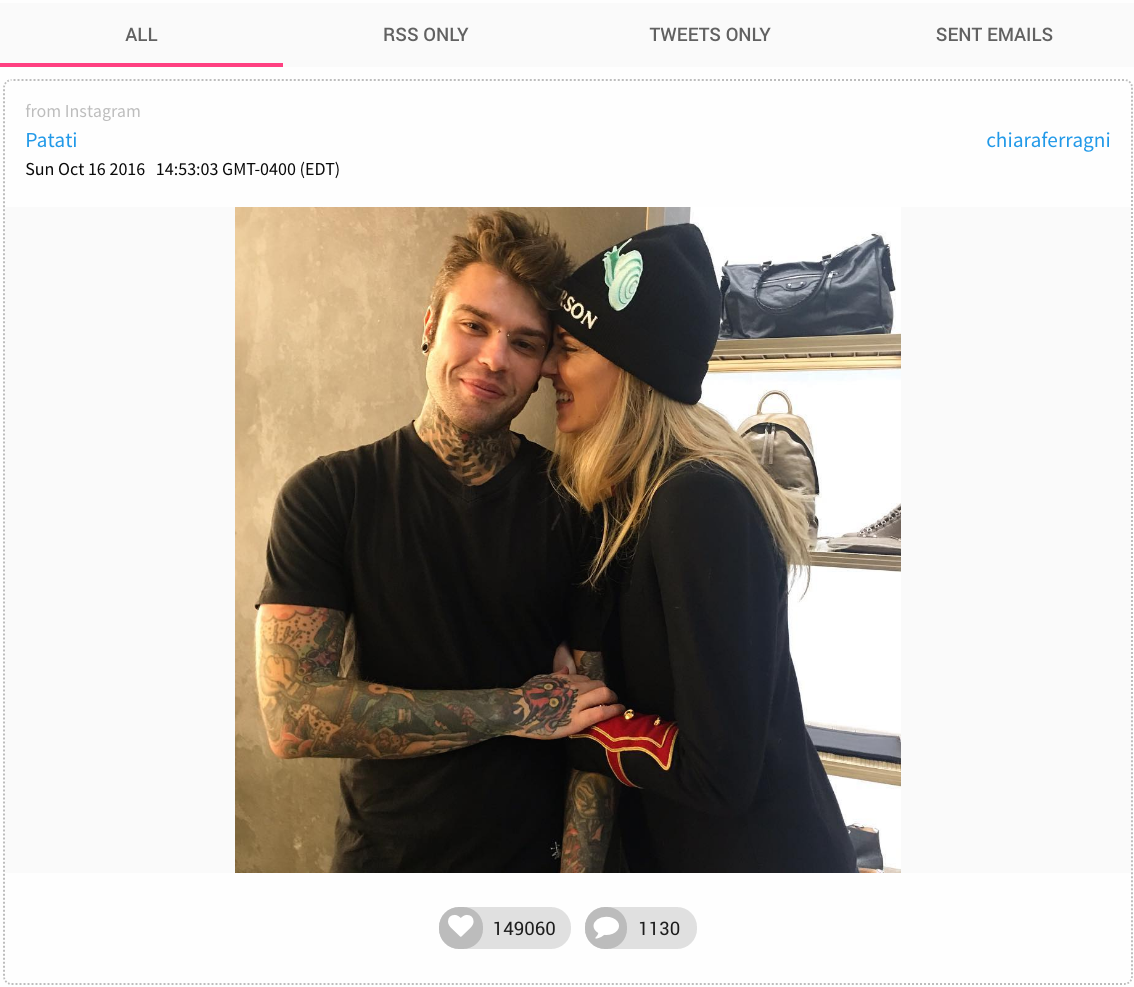 ALL RSS ONLY TWEETS ONLY SENT EMAILS
from Instagram
Patati chiaraferragni
Sun Oct 16 2016 14:53:03 GMT-0400 (EDT)
RSON
149060 1130